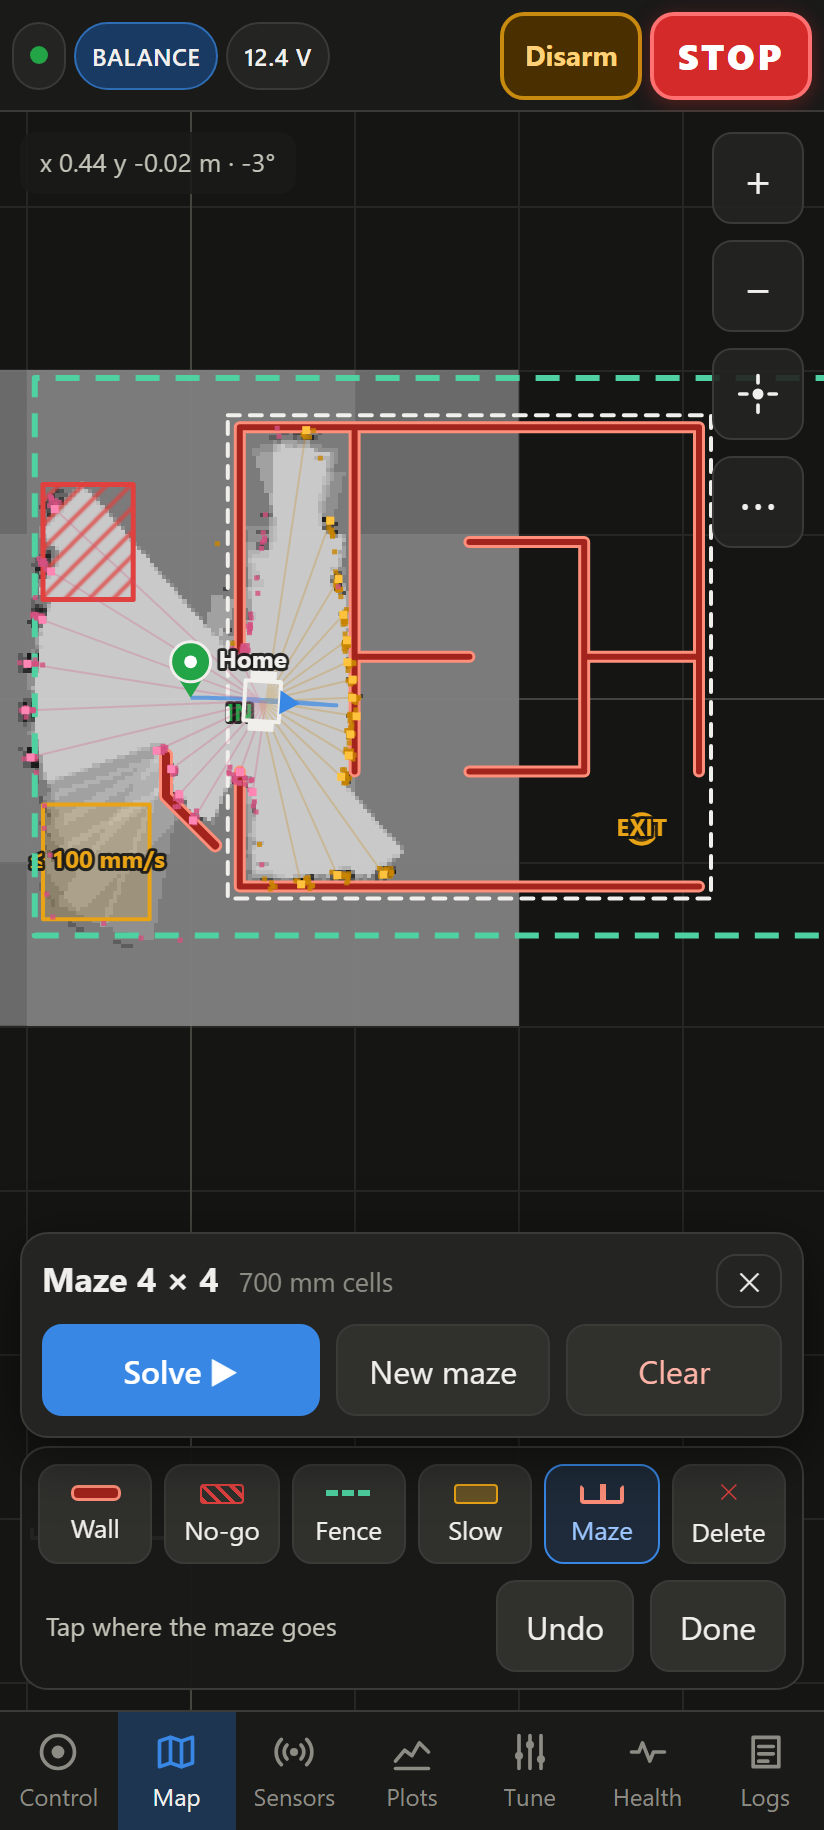 BALANCE
12.4 V
Disarm
STOP
x 0.44 y -0.02 m · -3°
+
−
...
Home
IN
≤ 100 mm/s
EXIT
Maze 4 × 4 700 mm cells
×
Solve ▶
New maze
Clear
Wall
No-go
Fence
Slow
Maze
Delete
Tap where the maze goes
Undo
Done
Control
Map
Sensors
Plots
Tune
Health
Logs